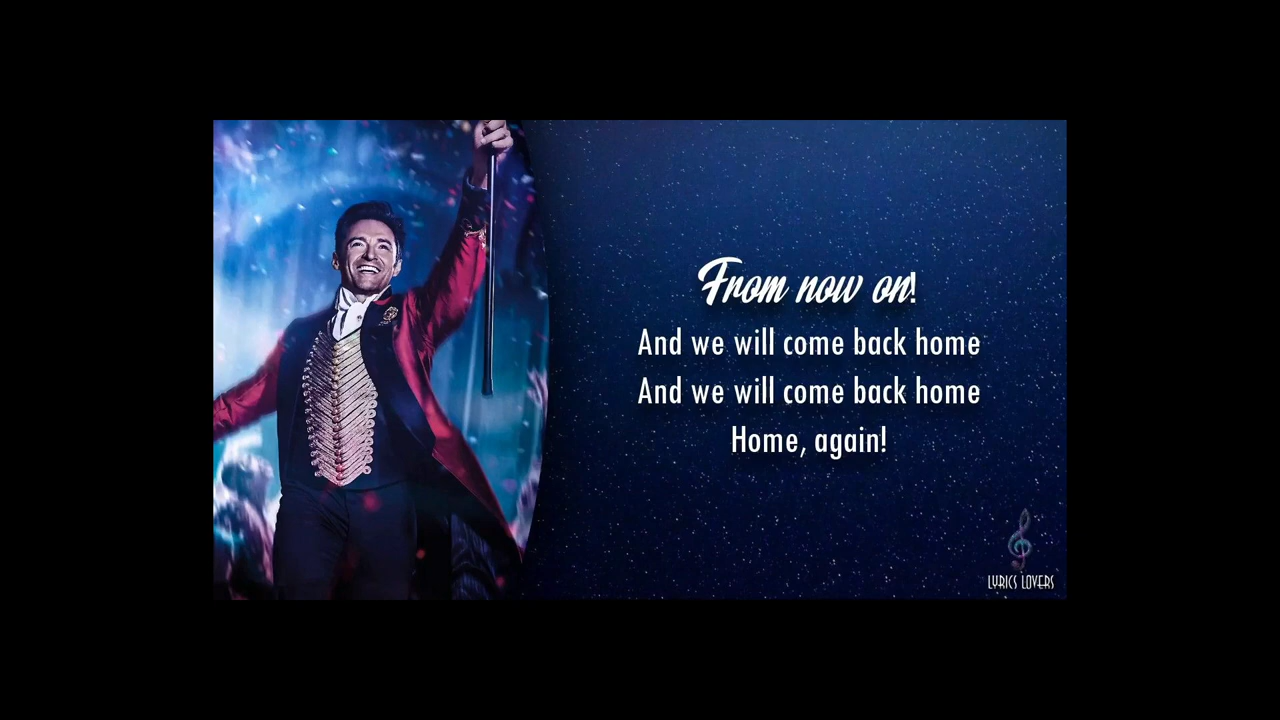 From now on!
And we will come back home
And we will come back home
Home, again!
LYRICS LOVERS